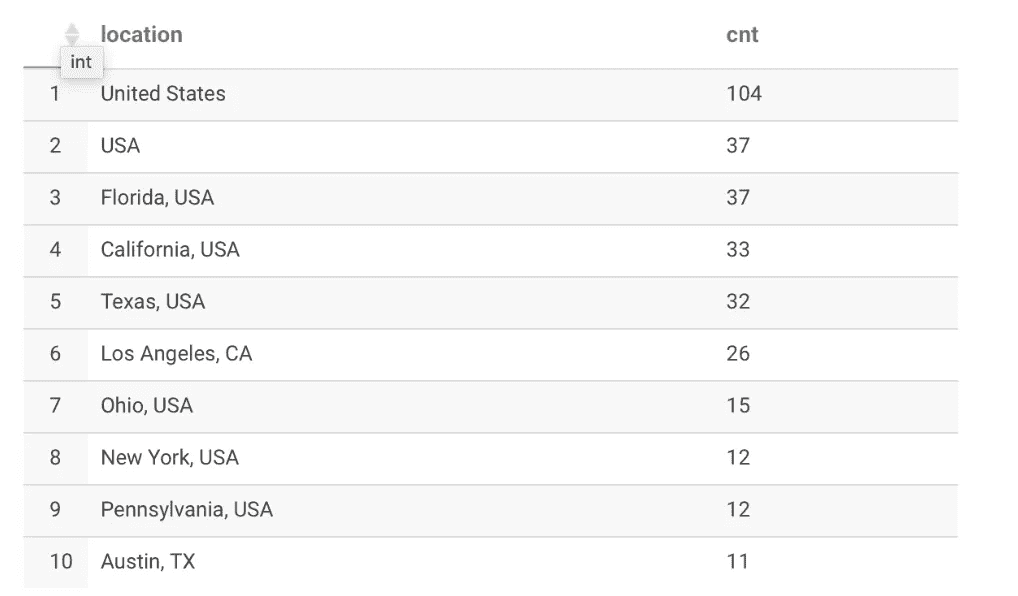 location cnt
int
1 United States 104
2 USA 37
3 Florida, USA 37
4 California, USA 33
5 Texas, USA 32
6 Los Angeles, CA 26
7 Ohio, USA 15
8 New York, USA 12
9 Pennsylvania, USA 12
10 Austin, TX 11